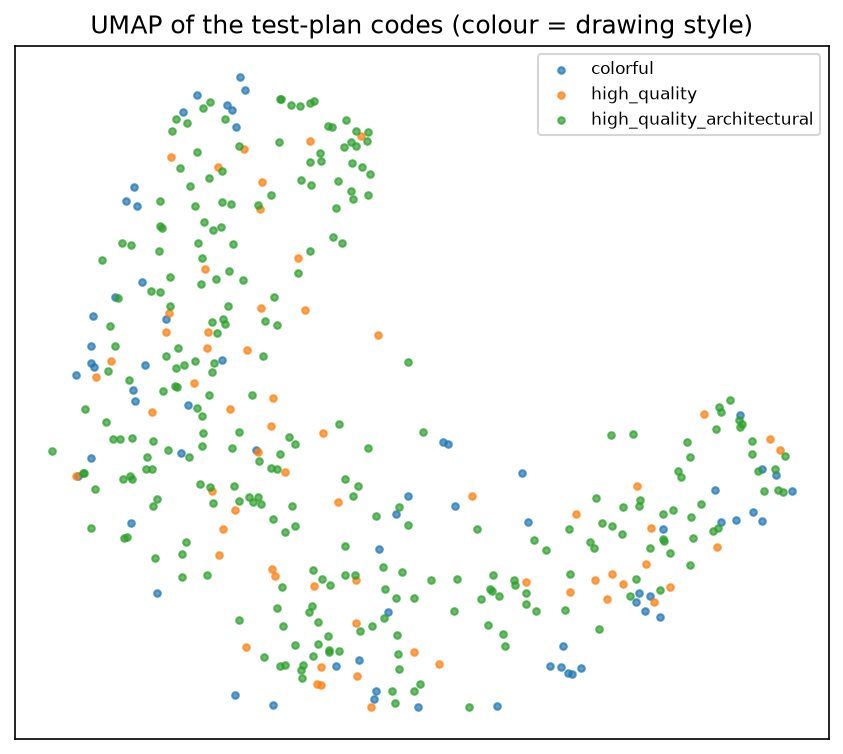 UMAP of the test-plan codes (colour = drawing style)
colorful
high_quality
high_quality_architectural